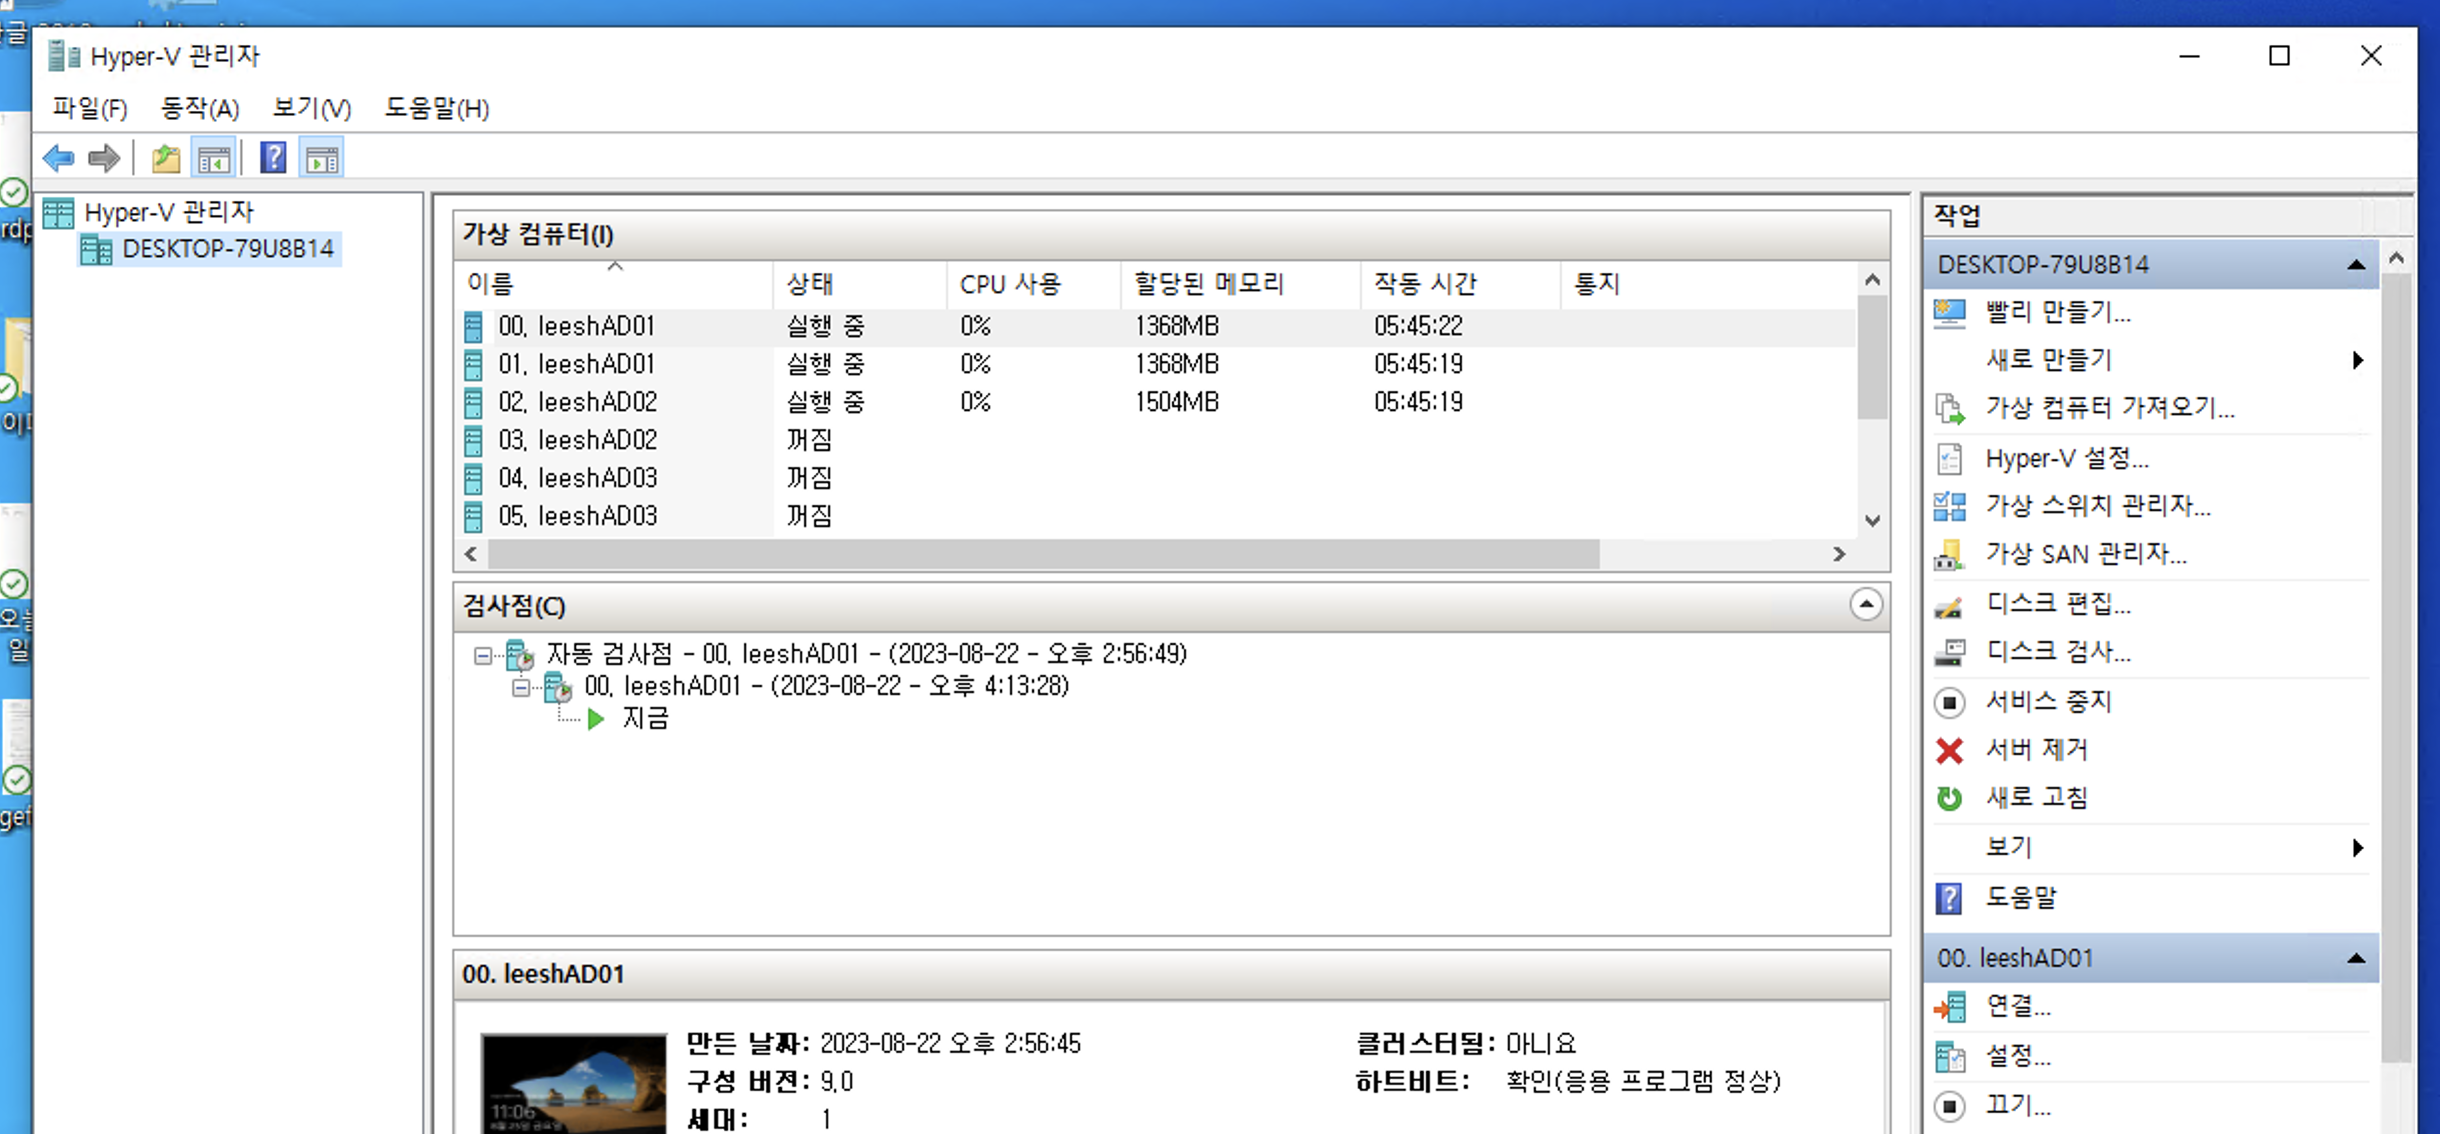 Hyper-V 관리자
파일(F) 동작(A) 보기(V) 도움말(H)
Hyper-V 관리자
DESKTOP-79U8B14
가상 컴퓨터(I)
이름 상태 CPU 사용 할당된 메모리 작동 시간 통지
00, leeshAD01 실행 중 0% 1368MB 05:45:22
01, leeshAD01 실행 중 0% 1368MB 05:45:19
02, leeshAD02 실행 중 0% 1504MB 05:45:19
03, leeshAD02 꺼짐
04, leeshAD03 꺼짐
05, leeshAD03 꺼짐
검사점(C)
자동 검사점 - 00, leeshAD01 - (2023-08-22 - 오후 2:56:49)
00, leeshAD01 - (2023-08-22 - 오후 4:13:28)
지금
00. leeshAD01
만든 날짜: 2023-08-22 오후 2:56:45
구성 버전: 9,0
세대: 1
클러스터됨: 아니요
하트비트: 확인(응용 프로그램 정상)
11:06
8월 25일 금요일
작업
DESKTOP-79U8B14
빨리 만들기...
새로 만들기
가상 컴퓨터 가져오기...
Hyper-V 설정...
가상 스위치 관리자...
가상 SAN 관리자...
디스크 편집...
디스크 검사...
서비스 중지
서버 제거
새로 고침
보기
도움말
00. leeshAD01
연결...
설정...
끄기...
rdp